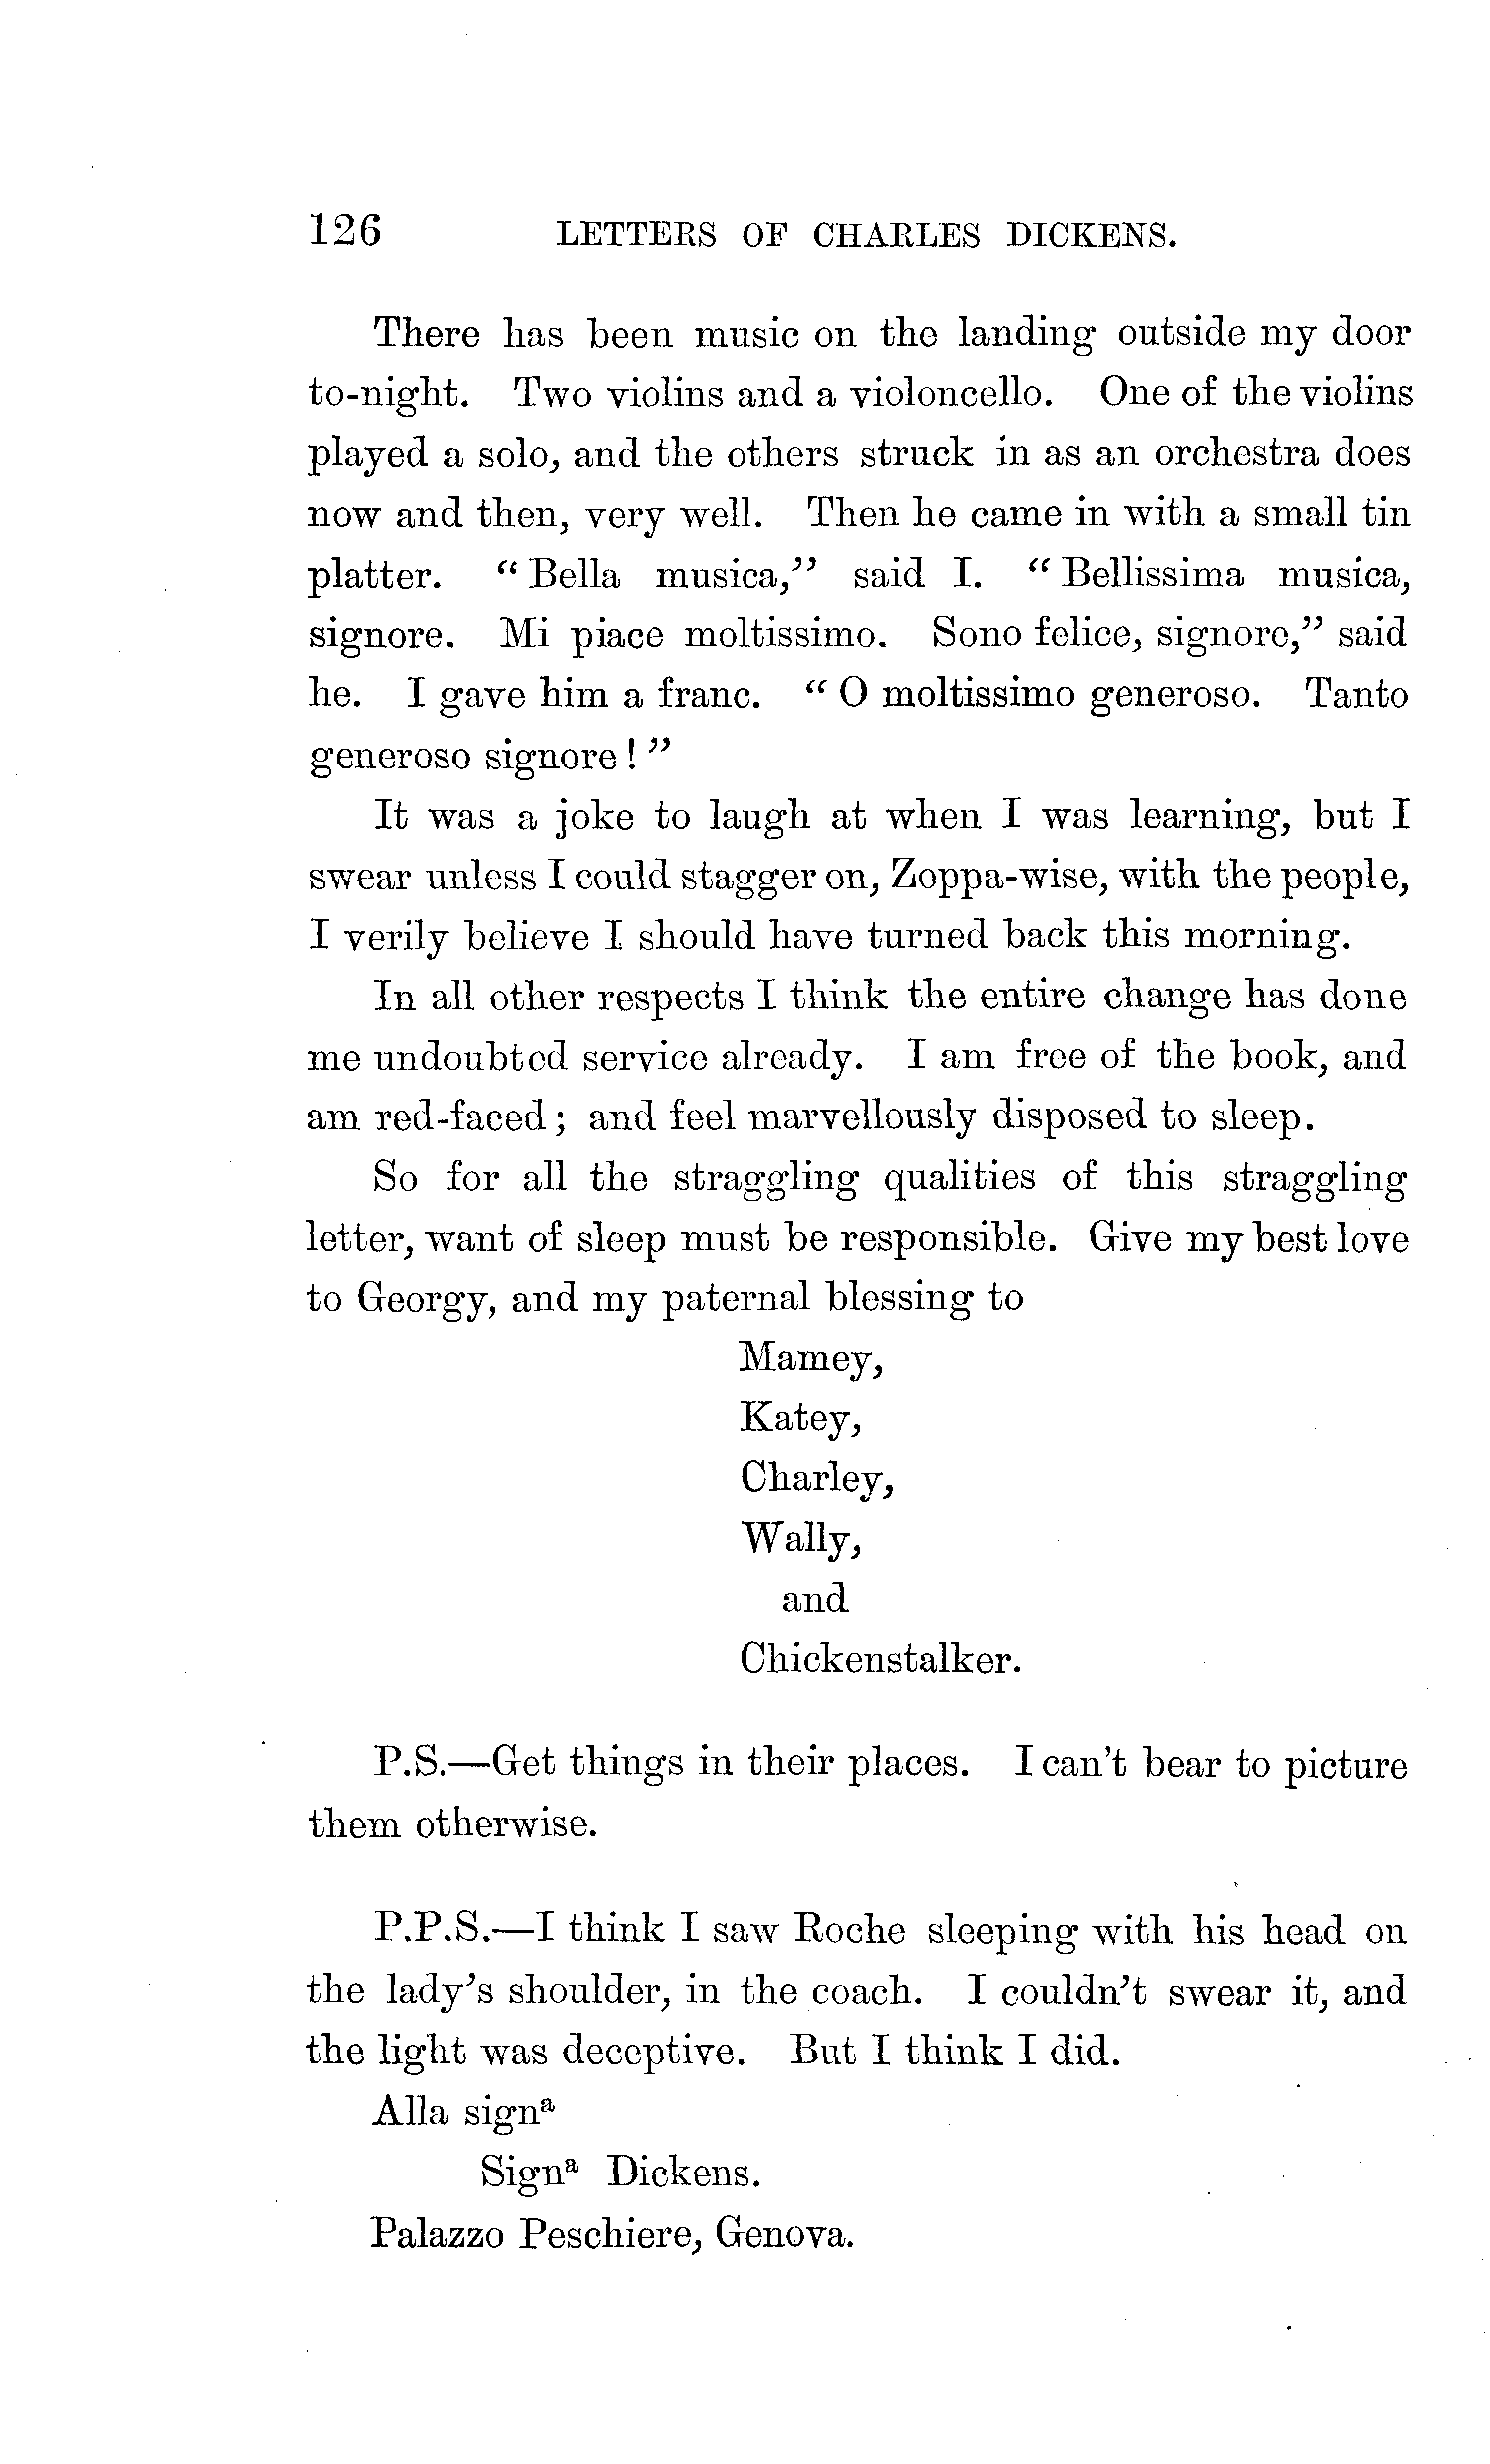 126 LETTERS OF CHARLES DICKENS.
There has been music on the landing outside my door
to-night. Two violins and a violoncello. One of the violins
played a solo, and the others struck in as an orchestra does
now and then, very well. Then he came in with a small tin
platter. “Bella musica,” said I. “Bellissima musica,
signore. Mi piace moltissimo. Sono felice, signore,” said
he. I gave him a franc. “O moltissimo generoso. Tanto
generoso signore!”
It was a joke to laugh at when I was learning, but I
swear unless I could stagger on, Zoppa-wise, with the people,
I verily believe I should have turned back this morning.
In all other respects I think the entire change has done
me undoubted service already. I am free of the book, and
am red-faced; and feel marvellously disposed to sleep.
So for all the straggling qualities of this straggling
letter, want of sleep must be responsible. Give my best love
to Georgy, and my paternal blessing to
Mamey,
Katey,
Charley,
Wally,
and
Chickenstalker.
P.S.—Get things in their places. I can't bear to picture
them otherwise.
P.P.S.—I think I saw Roche sleeping with his head on
the lady's shoulder, in the coach. I couldn't swear it, and
the light was deceptive. But I think I did.
Alla signª
Signª Dickens.
Palazzo Peschiere, Genova.